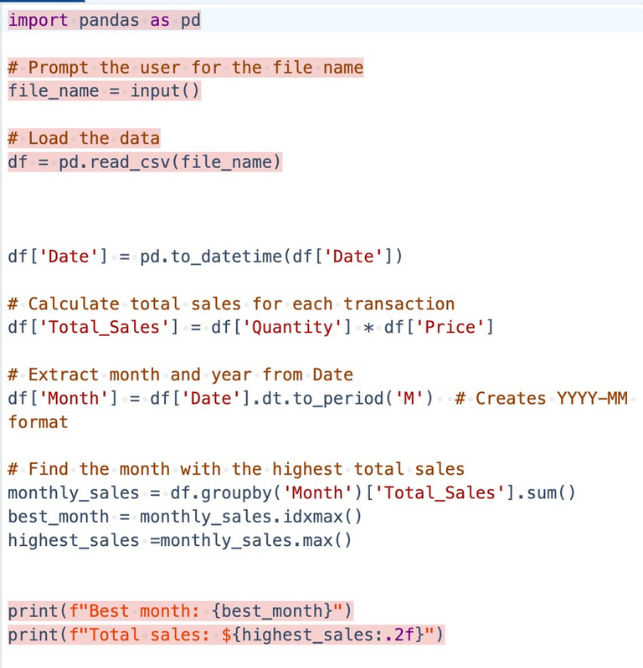 import pandas as pd
# Prompt the user for the file name
file_name = input()
# Load the data
df = pd.read_csv(file_name)
df['Date'] = pd.to_datetime(df['Date'])
# Calculate total sales for each transaction
df['Total_Sales'] = df['Quantity'] * df['Price']
# Extract month and year from Date
df['Month'] = df['Date'].dt.to_period('M')  # Creates YYYY-MM
format
# Find the month with the highest total sales
monthly_sales = df.groupby('Month')['Total_Sales'].sum()
best_month = monthly_sales.idxmax()
highest_sales =monthly_sales.max()
print(f"Best month: {best_month}")
print(f"Total sales: ${highest_sales:.2f}")